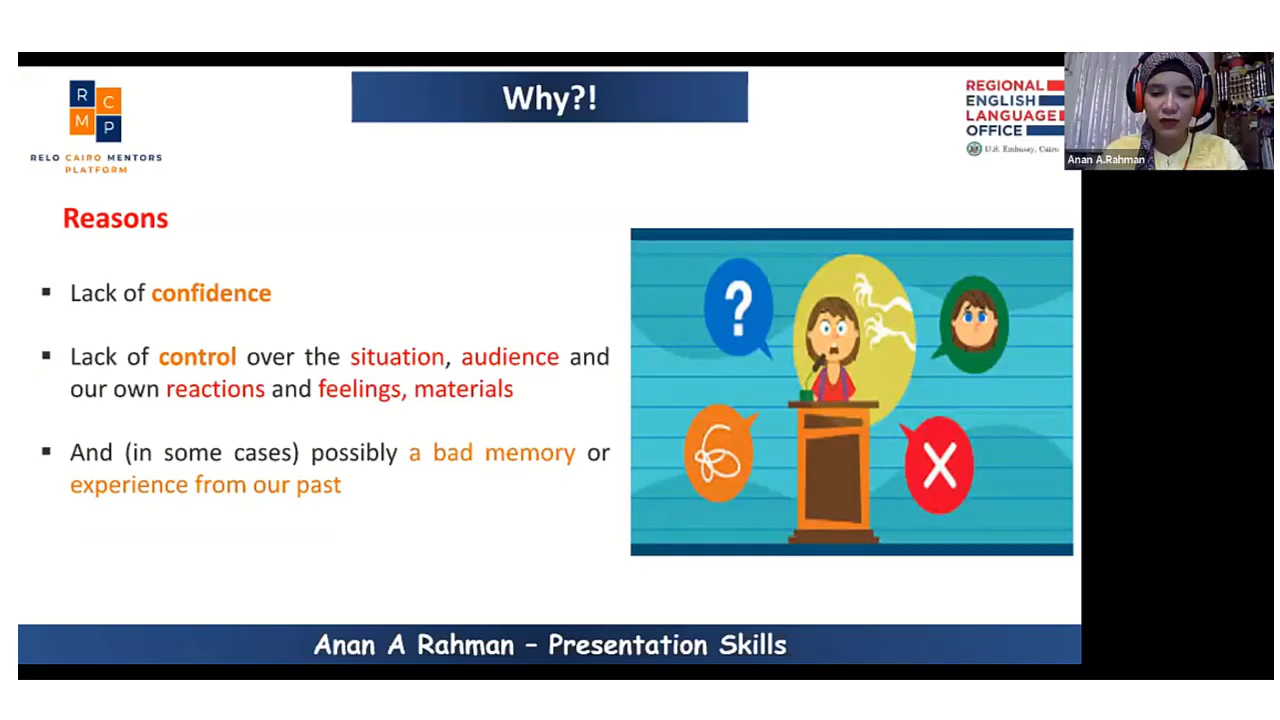 Why?!
R
C
M
P
RELO CAIRO MENTORS
PLATFORM
REGIONAL
ENGLISH
LANGUAGE
OFFICE
U.S. Embassy, Cairo
Anan A.Rahman
Reasons
▪ Lack of confidence
▪ Lack of control over the situation, audience and
our own reactions and feelings, materials
▪ And (in some cases) possibly a bad memory or
experience from our past
?
X
Anan A Rahman – Presentation Skills